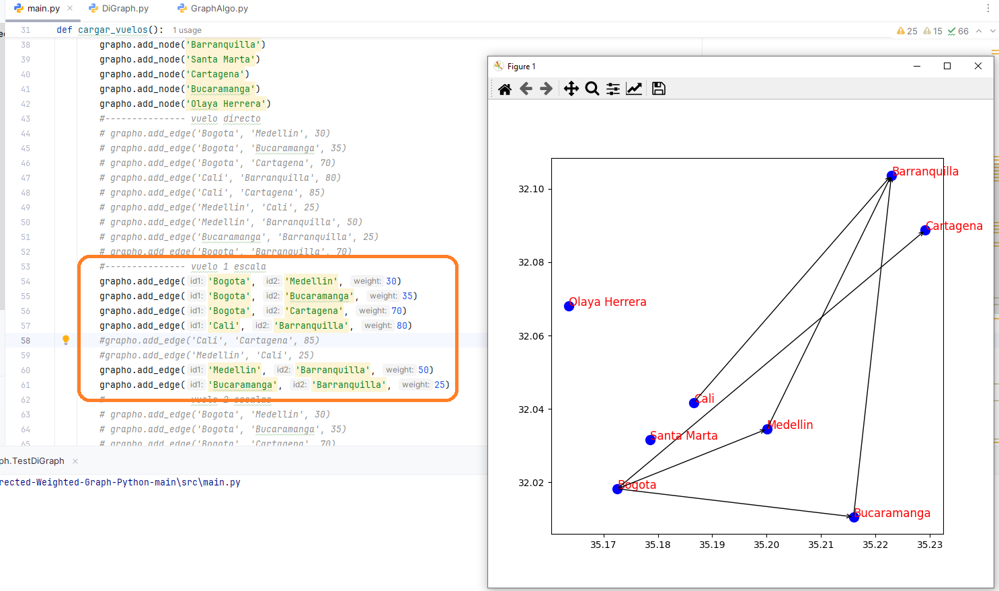 main.py
DiGraph.py
GraphAlgo.py
31 def cargar_vuelos(): 1 usage
25 15 66
38 grapho.add_node('Barranquilla')
39 grapho.add_node('Santa Marta')
40 grapho.add_node('Cartagena')
41 grapho.add_node('Bucaramanga')
42 grapho.add_node('Olaya Herrera')
43 #--------------- vuelo directo
44 # grapho.add_edge('Bogota', 'Medellin', 30)
45 # grapho.add_edge('Bogota', 'Bucaramanga', 35)
46 # grapho.add_edge('Bogota', 'Cartagena', 70)
47 # grapho.add_edge('Cali', 'Barranquilla', 80)
48 # grapho.add_edge('Cali', 'Cartagena', 85)
49 # grapho.add_edge('Medellin', 'Cali', 25)
50 # grapho.add_edge('Medellin', 'Barranquilla', 50)
51 # grapho.add_edge('Bucaramanga', 'Barranquilla', 25)
52 # grapho.add_edge('Bogota', 'Barranquilla', 70)
53 #--------------- vuelo 1 escala
54 grapho.add_edge( id1: 'Bogota', id2: 'Medellin', weight: 30)
55 grapho.add_edge( id1: 'Bogota', id2: 'Bucaramanga', weight: 35)
56 grapho.add_edge( id1: 'Bogota', id2: 'Cartagena', weight: 70)
57 grapho.add_edge( id1: 'Cali', id2: 'Barranquilla', weight: 80)
58 #grapho.add_edge('Cali', 'Cartagena', 85)
59 #grapho.add_edge('Medellin', 'Cali', 25)
60 grapho.add_edge( id1: 'Medellin', id2: 'Barranquilla', weight: 50)
61 grapho.add_edge( id1: 'Bucaramanga', id2: 'Barranquilla', weight: 25)
62 #--------------- vuelo 2 escalas
63 # grapho.add_edge('Bogota', 'Medellin', 30)
64 # grapho.add_edge('Bogota', 'Bucaramanga', 35)
65 # grapho.add_edge('Bogota', 'Cartagena', 70)
ph.TestDiGraph
rected-Weighted-Graph-Python-main\src\main.py
Figure 1
32.10
32.08
32.06
32.04
32.02
Barranquilla
Cartagena
Olaya Herrera
Cali
Medellin
Santa Marta
Bogota
Bucaramanga
35.17 35.18 35.19 35.20 35.21 35.22 35.23